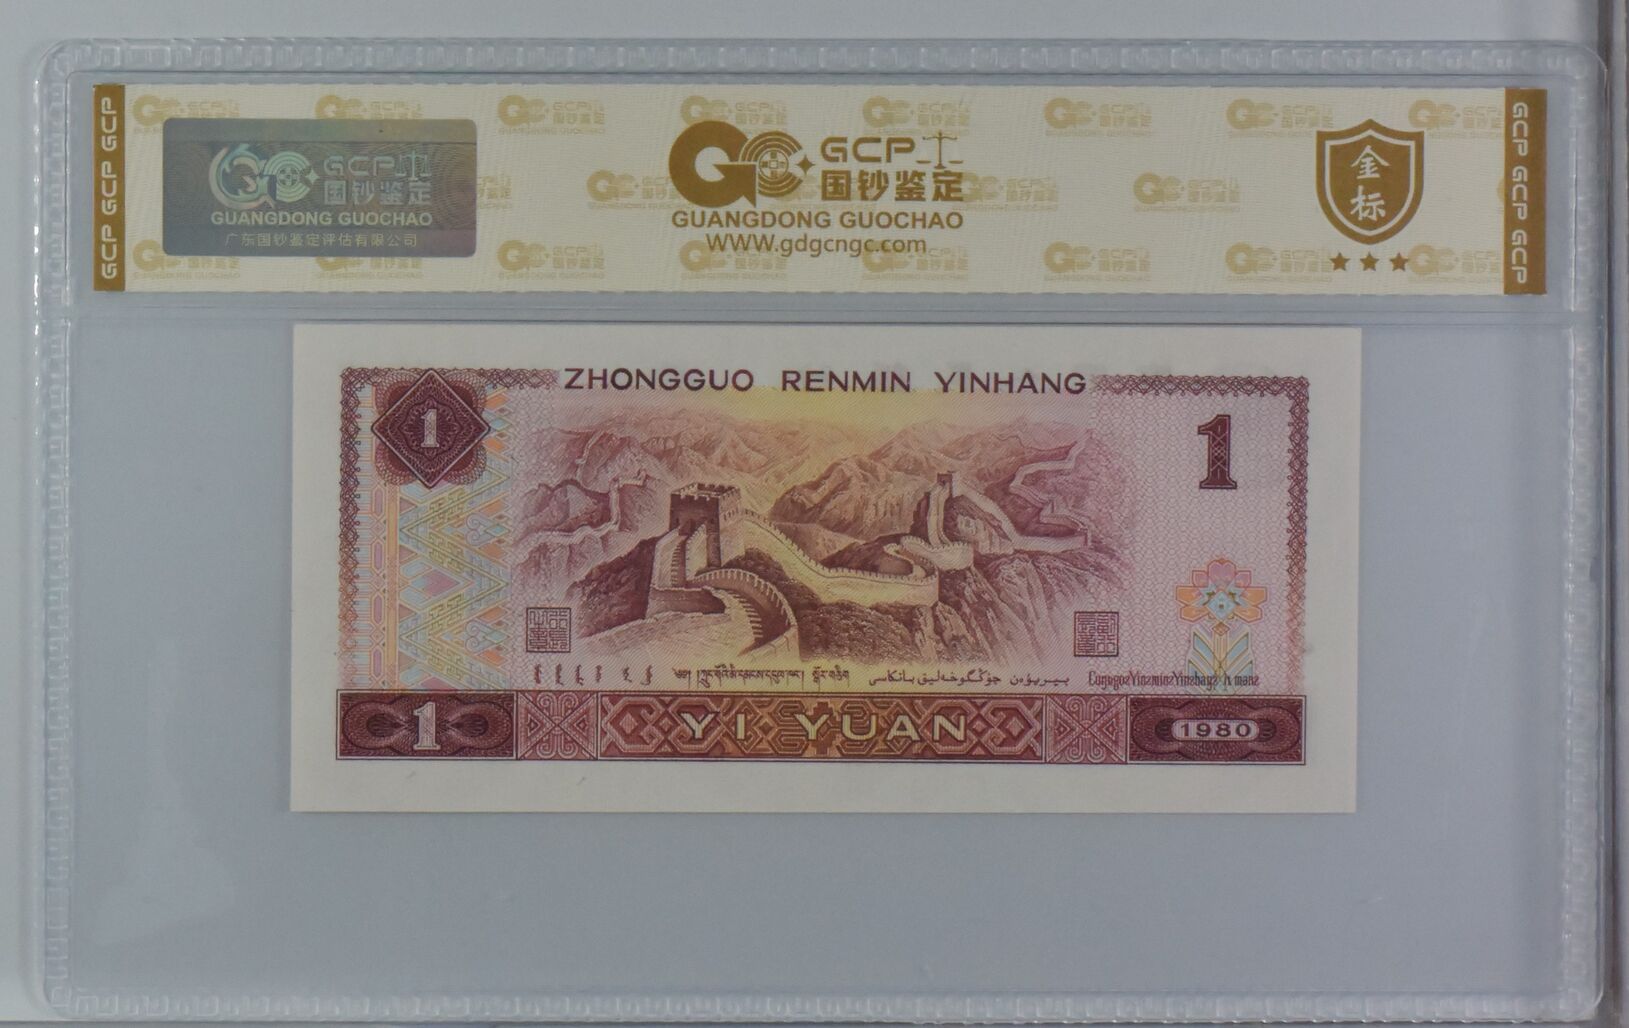 GCP GCP GCP
GCP
国钞鉴定
GUANGDONG GUOCHAO
广东国钞鉴定评估有限公司
GCP
国钞鉴定
GUANGDONG GUOCHAO
WWW.gdgcngc.com
金
标
GCP GCP GCP
ZHONGGUO RENMIN YINHANG
1
1
1
YI YUAN
1980